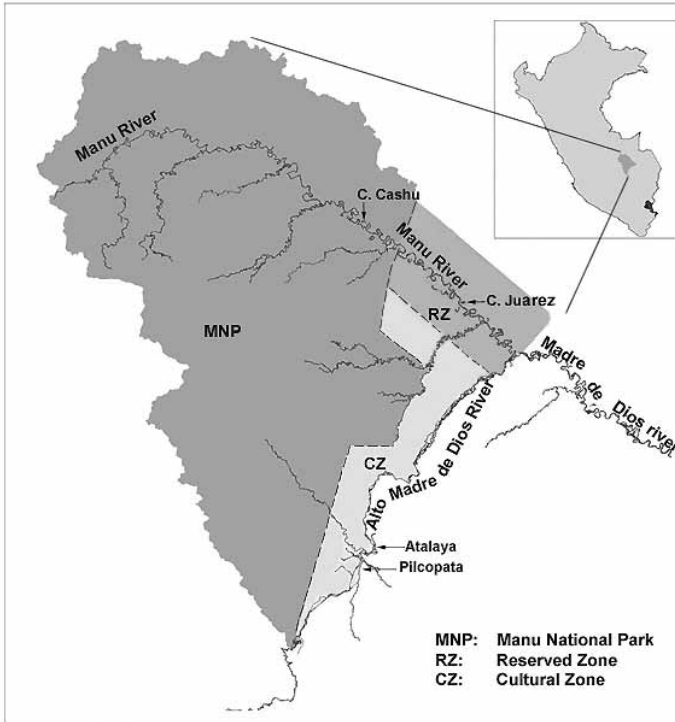 Manu River
C. Cashu
Manu River
C. Juarez
RZ
MNP
Madre de Dios river
CZ
Alto Madre de Dios River
Atalaya
Pilcopata
MNP: Manu National Park
RZ: Reserved Zone
CZ: Cultural Zone